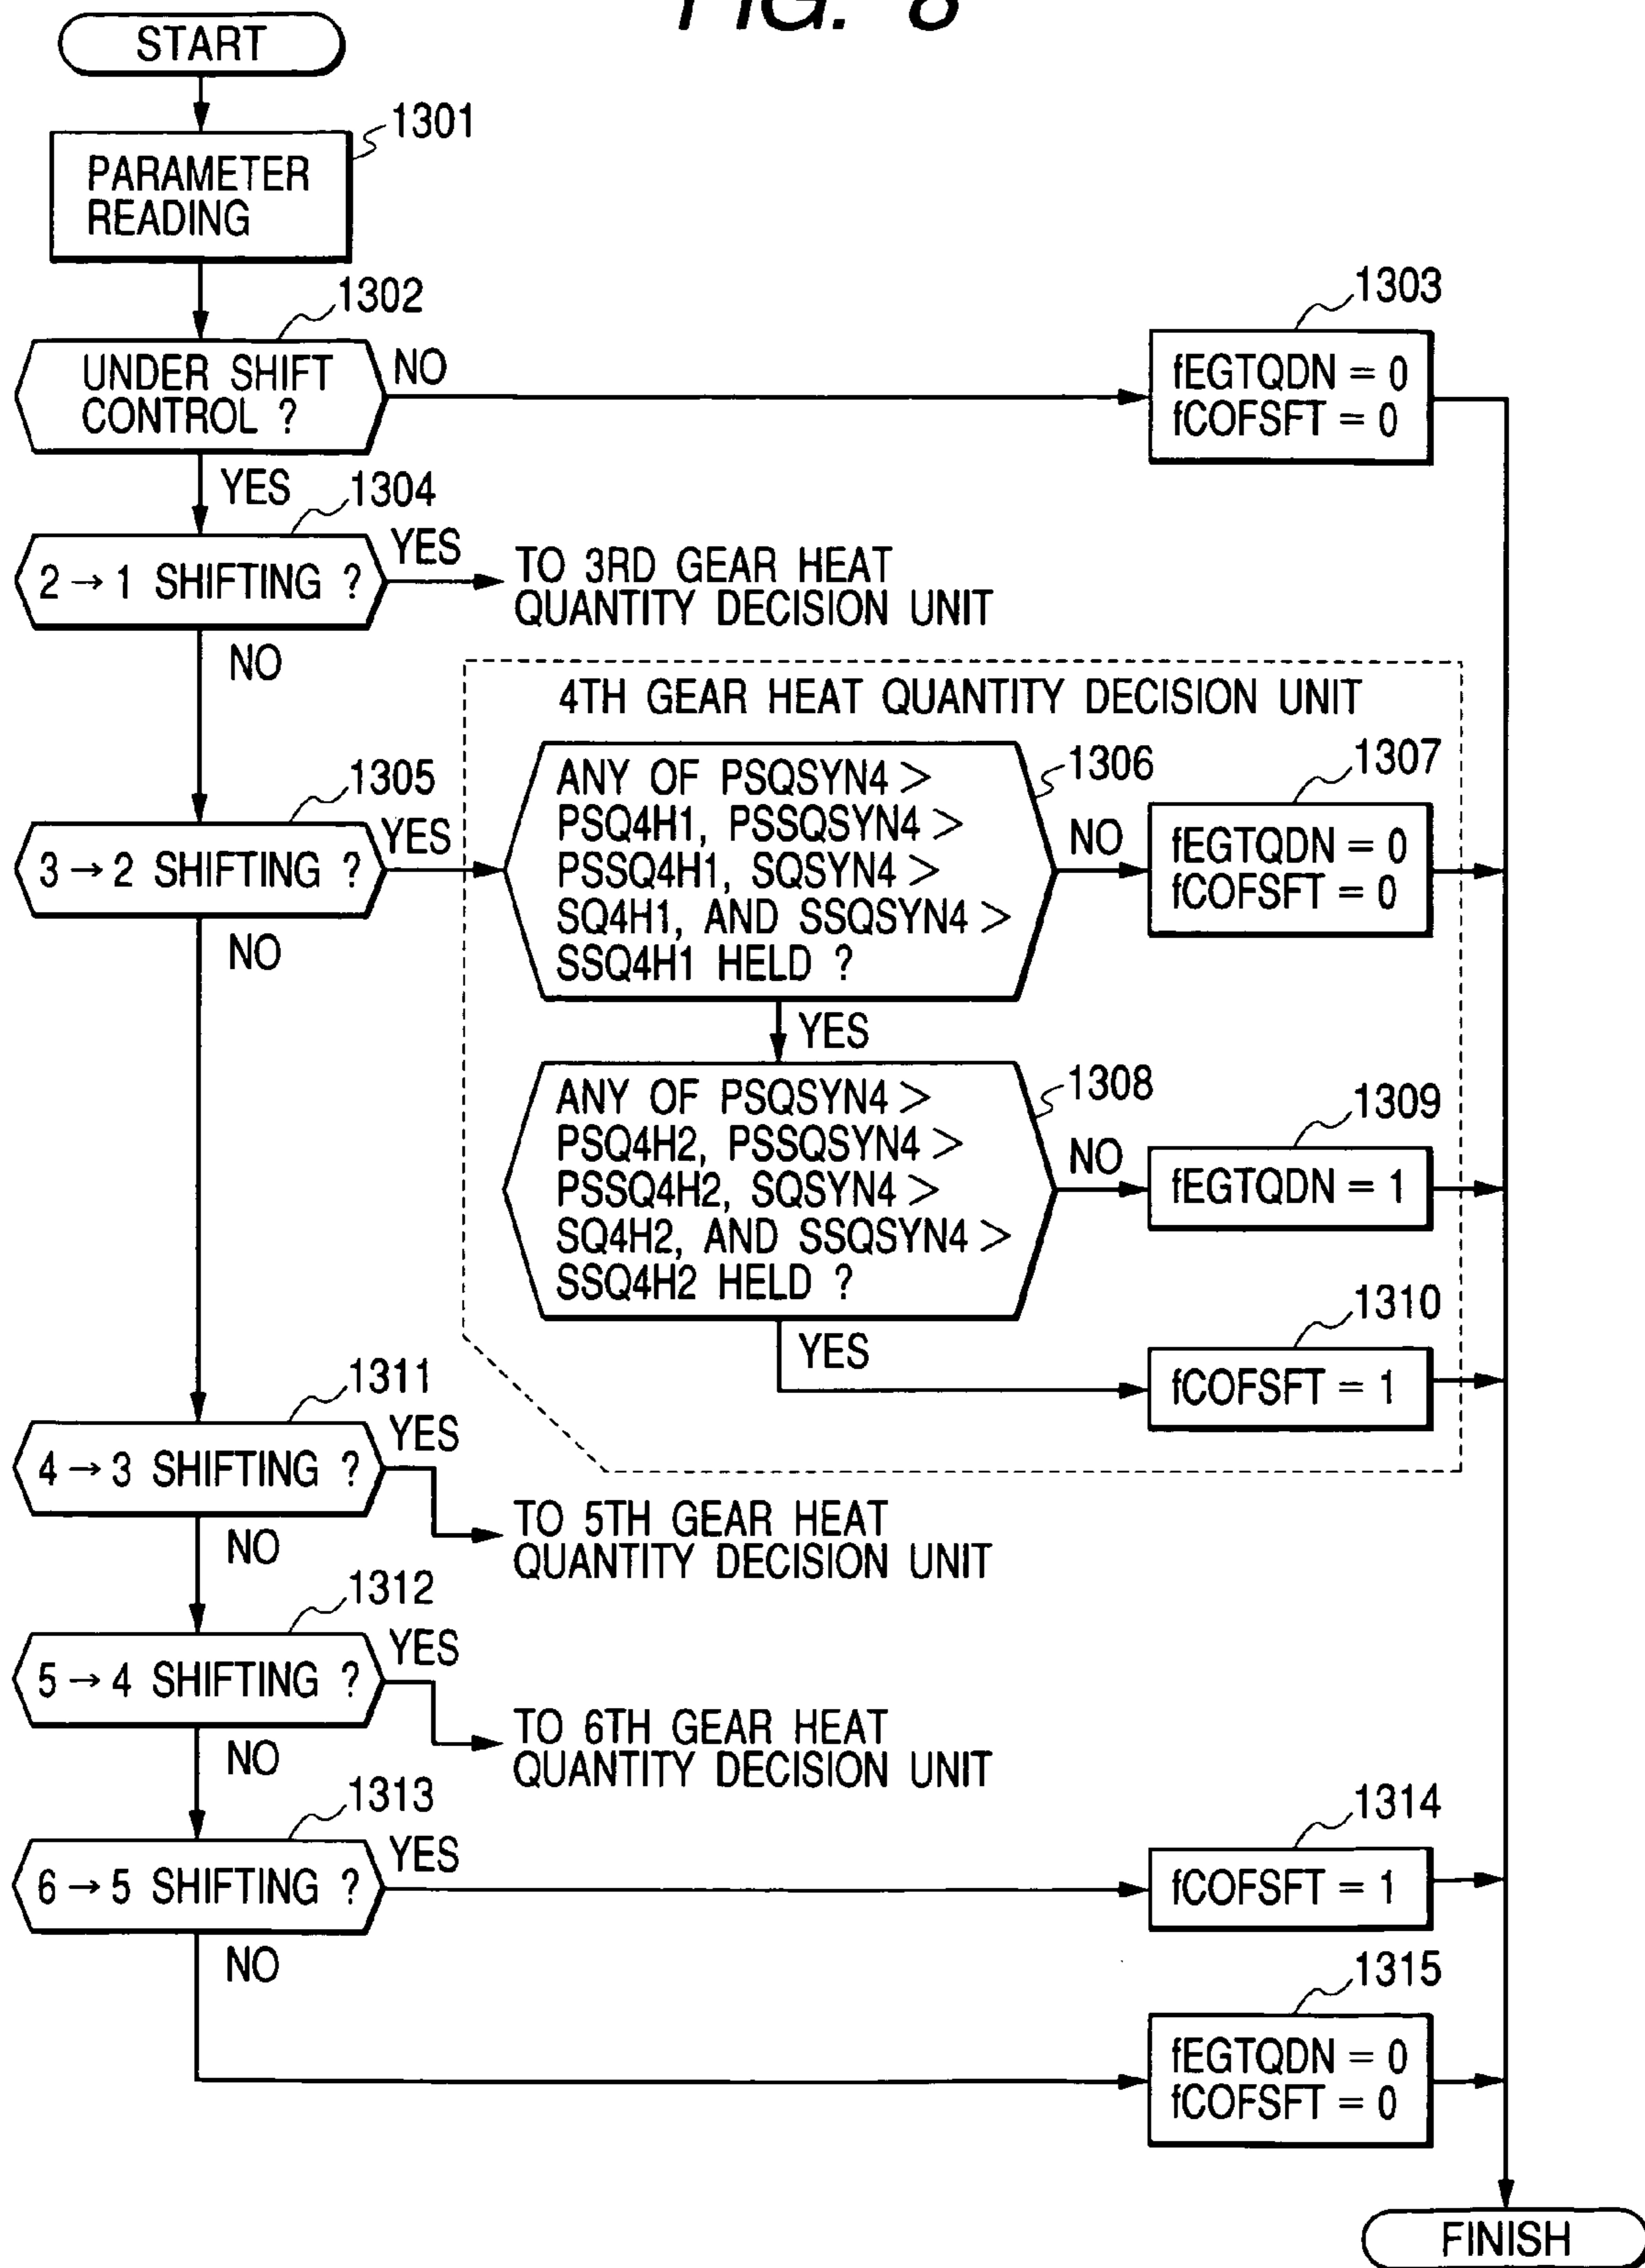 FIG. 8
START
1301
PARAMETER
READING
1302
UNDER SHIFT
CONTROL ?
NO
1303
fEGTQDN = 0
fCOFSFT = 0
YES
1304
2 → 1 SHIFTING ?
YES
TO 3RD GEAR HEAT
QUANTITY DECISION UNIT
NO
4TH GEAR HEAT QUANTITY DECISION UNIT
1305
3 → 2 SHIFTING ?
YES
1306
ANY OF PSQSYN4 >
PSQ4H1, PSSQSYN4 >
PSSQ4H1, SQSYN4 >
SQ4H1, AND SSQSYN4 >
SSQ4H1 HELD ?
NO
1307
fEGTQDN = 0
fCOFSFT = 0
NO
YES
1308
ANY OF PSQSYN4 >
PSQ4H2, PSSQSYN4 >
PSSQ4H2, SQSYN4 >
SQ4H2, AND SSQSYN4 >
SSQ4H2 HELD ?
NO
1309
fEGTQDN = 1
YES
1310
fCOFSFT = 1
1311
4 → 3 SHIFTING ?
YES
TO 5TH GEAR HEAT
QUANTITY DECISION UNIT
NO
1312
5 → 4 SHIFTING ?
YES
TO 6TH GEAR HEAT
QUANTITY DECISION UNIT
NO
1313
6 → 5 SHIFTING ?
YES
1314
fCOFSFT = 1
NO
1315
fEGTQDN = 0
fCOFSFT = 0
FINISH